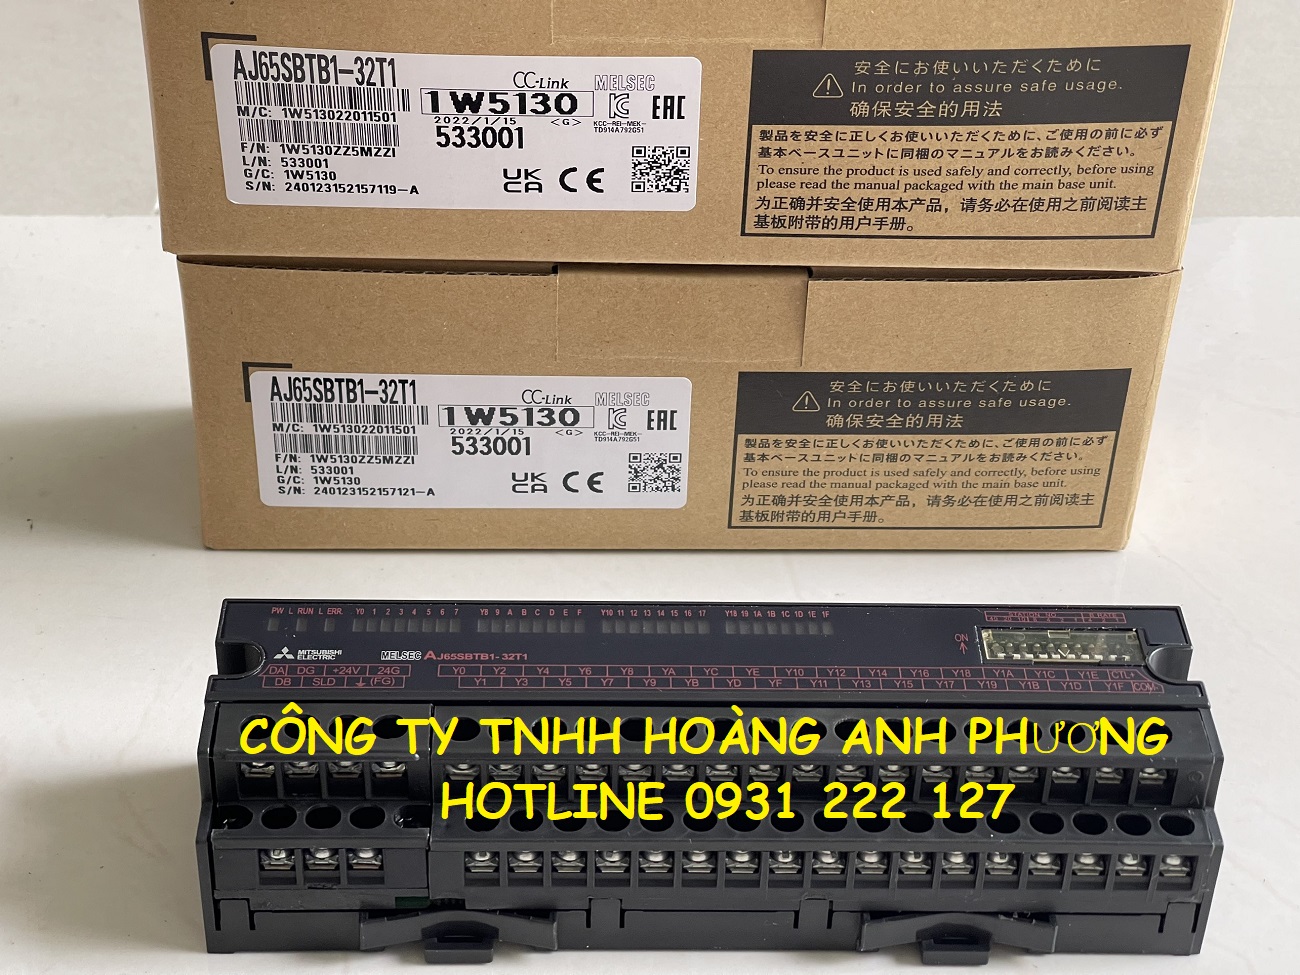 AJ65SBTB1-32T1
CC-Link
MELSEC
1W5130
M/C: 1W513022011501
2022/1/15
<G>
KCC-REI-MEK-
TD914A792G51
EAC
533001
F/N: 1W5130ZZ5MZZI
L/N: 533001
G/C: 1W5130
S/N: 240123152157119-A
UK
CA
CE
安全にお使いいただくために
In order to assure safe usage.
确保安全的用法
製品を安全に正しくお使いいただくために、ご使用の前に必ず
基本ベースユニットに同梱のマニュアルをお読みください。
To ensure the product is used safely and correctly, before using
please read the manual packaged with the main base unit.
为正确并安全使用本产品，请务必在使用之前阅读主
基板附带的用户手册。
AJ65SBTB1-32T1
CC-Link
MELSEC
1W5130
M/C: 1W513022011501
2022/1/15
<G>
KCC-REI-MEK-
TD914A792G51
EAC
533001
F/N: 1W5130ZZ5MZZI
L/N: 533001
G/C: 1W5130
S/N: 240123152157121-A
UK
CA
CE
安全にお使いいただくために
In order to assure safe usage.
确保安全的用法
製品を安全に正しくお使いいただくために、ご使用の前に必ず
基本ベースユニットに同梱のマニュアルをお読みください。
To ensure the product is used safely and correctly, before using
please read the manual packaged with the main base unit.
为正确并安全使用本产品，请务必在使用之前阅读主
基板附带的用户手册。
PW L RUN L ERR. Y0 1 2 3 4 5 6 7 Y8 9 A B C D E F Y10 11 12 13 14 15 16 17 Y18 19 1A 1B 1C 1D 1E 1F
STATION NO.
B RATE
ON
MITSUBISHI
ELECTRIC
MELSEC AJ65SBTB1-32T1
DA DG +24V 24G Y0 Y2 Y4 Y6 Y8 YA YC YE Y10 Y12 Y14 Y16 Y18 Y1A Y1C Y1E CTL+
DB SLD (FG) Y1 Y3 Y5 Y7 Y9 YB YD YF Y11 Y13 Y15 Y17 Y19 Y1B Y1D Y1F COM-
CÔNG TY TNHH HOÀNG ANH PHƯƠNG
HOTLINE 0931 222 127